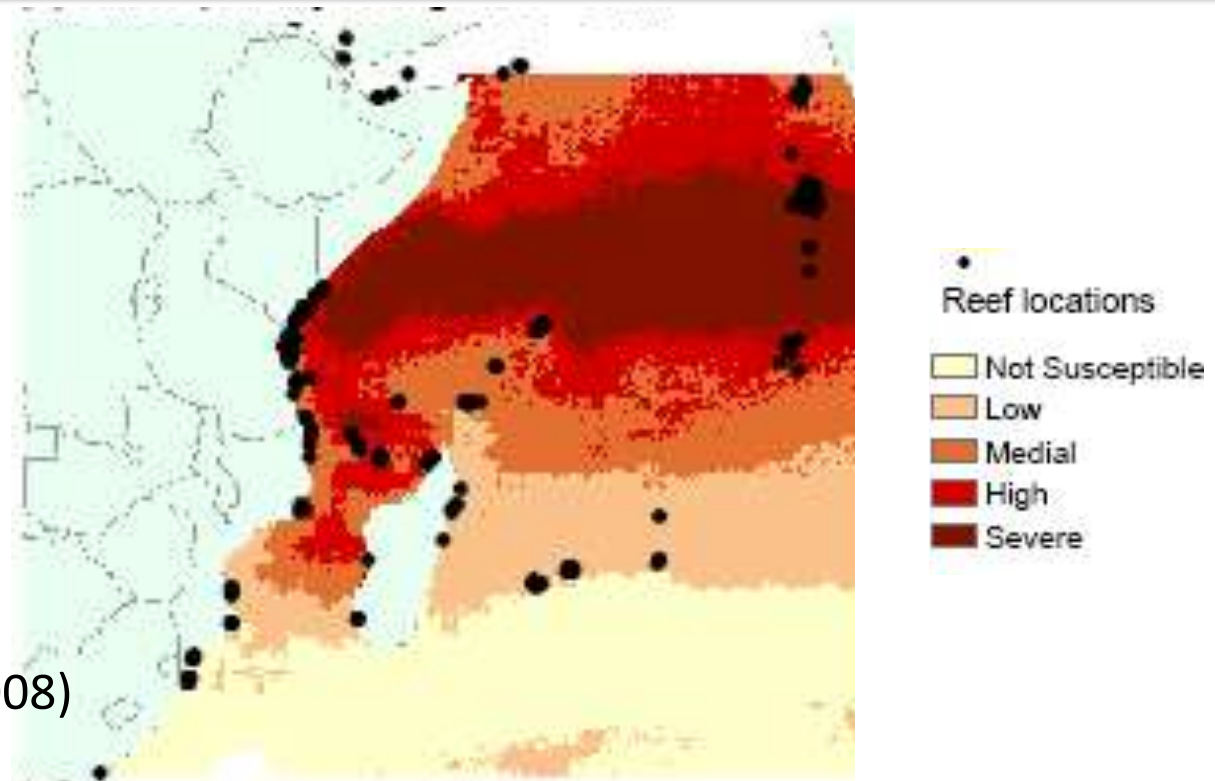 Reef locations
Not Susceptible
Low
Medial
High
Severe
08)